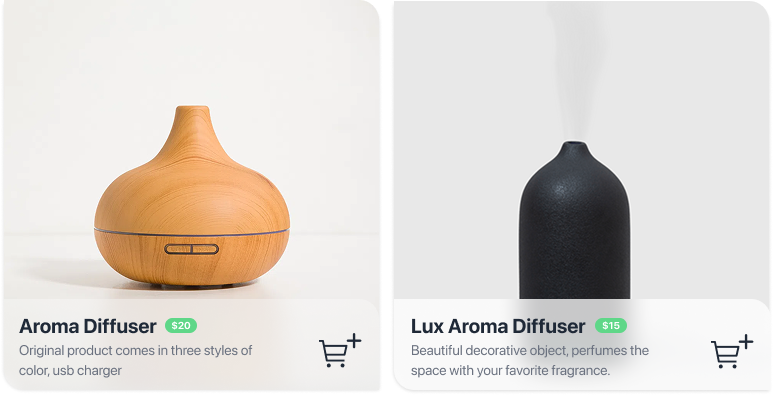 Aroma Diffuser $20
Original product comes in three styles of
color, usb charger
Lux Aroma Diffuser $15
Beautiful decorative object, perfumes the
space with your favorite fragrance.